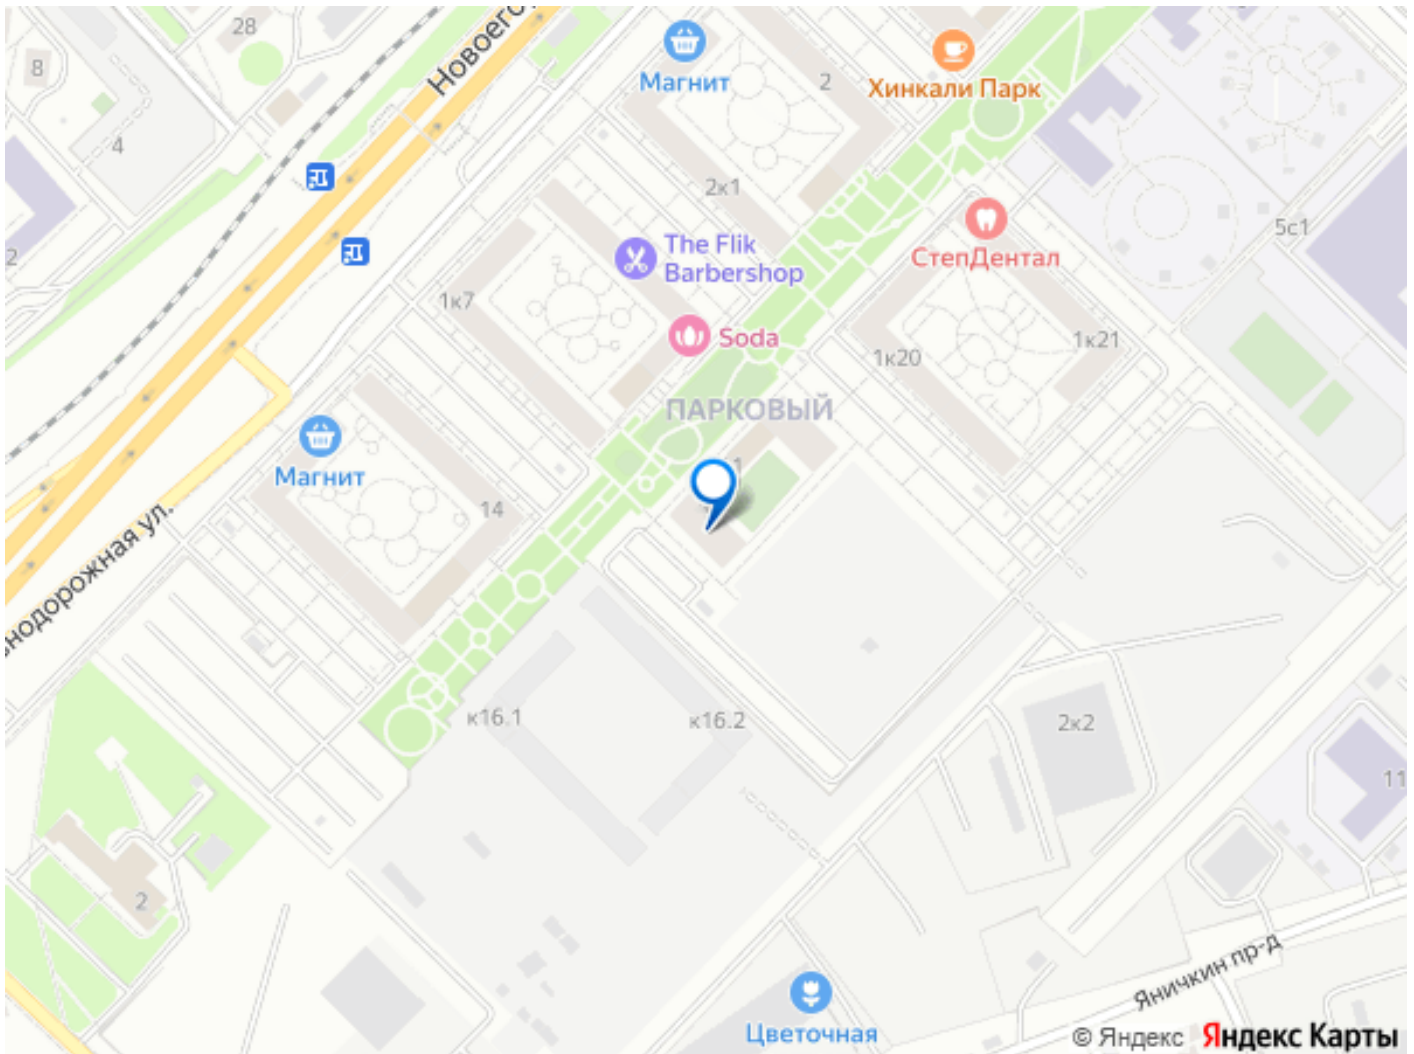 28
Новоег
8
Магнит
2
Хинкали Парк
4
2к1
2
The Flik
Barbershop
СтепДентал
5с1
1к7
Soda
1к20
1к21
ПАРКОВЫЙ
Магнит
14
нодорожная ул.
к16.1
к16.2
2к2
11
2
Яничкин пр-д
Цветочная
© Яндекс Яндекс Карты